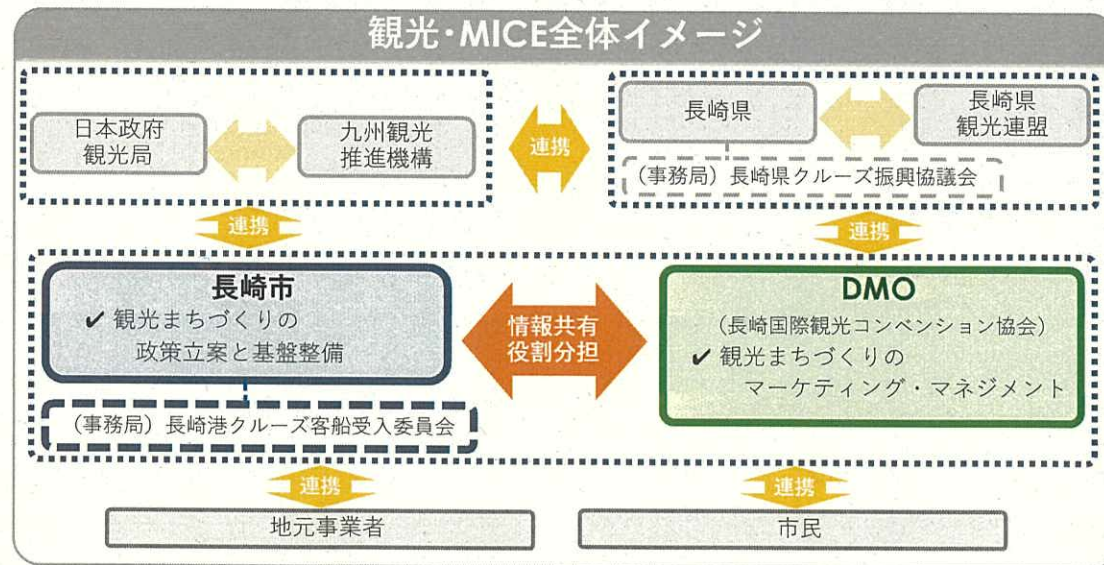 観光・MICE全体イメージ
日本政府
観光局
九州観光
推進機構
連携
長崎県
長崎県
観光連盟
（事務局）長崎県クルーズ振興協議会
連携
連携
長崎市
✔ 観光まちづくりの
政策立案と基盤整備
（事務局）長崎港クルーズ客船受入委員会
情報共有
役割分担
DMO
（長崎国際観光コンベンション協会）
✔ 観光まちづくりの
マーケティング・マネジメント
連携
連携
地元事業者
市民